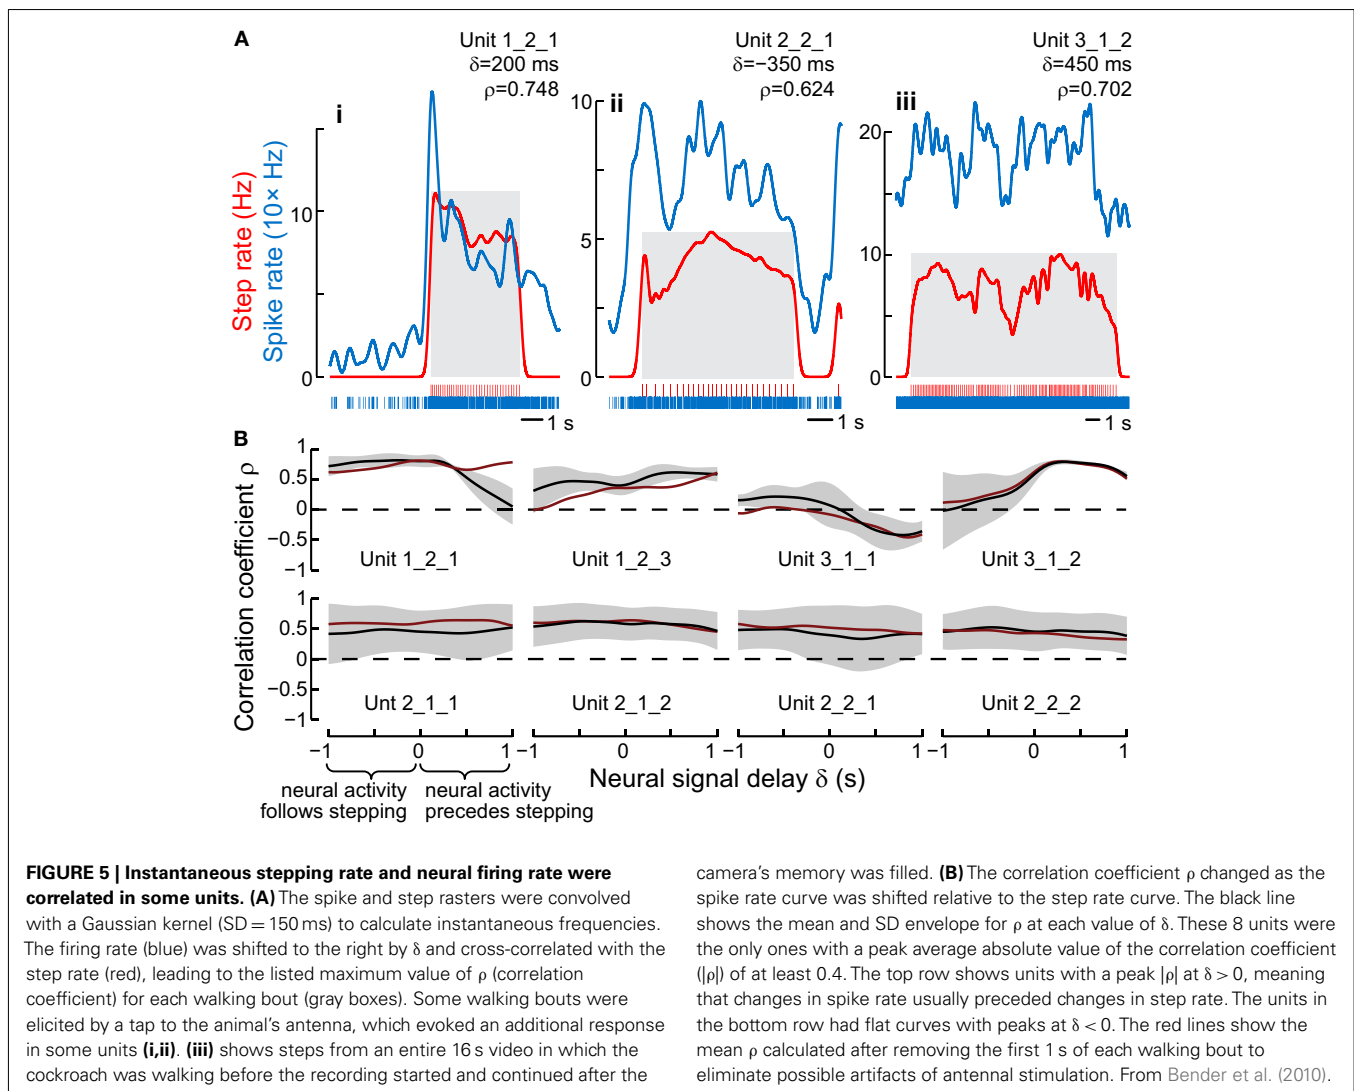 A
Unit 1_2_1
δ=200 ms
ρ=0.748
i
Unit 2_2_1
δ=−350 ms
ρ=0.624
ii
Unit 3_1_2
δ=450 ms
ρ=0.702
iii
Step rate (Hz)
Spike rate (10× Hz)
10
0
10
5
0
20
10
0
1 s
1 s
1 s
B
Correlation coefficient ρ
1
0.5
0
−0.5
−1
Unit 1_2_1
Unit 1_2_3
Unit 3_1_1
Unit 3_1_2
1
0.5
0
−0.5
−1
Unt 2_1_1
Unit 2_1_2
Unit 2_2_1
Unit 2_2_2
−1 0 1 −1 0 1 −1 0 1 −1 0 1
Neural signal delay δ (s)
neural activity
follows stepping
neural activity
precedes stepping
FIGURE 5 | Instantaneous stepping rate and neural firing rate were
correlated in some units. (A) The spike and step rasters were convolved
with a Gaussian kernel (SD = 150 ms) to calculate instantaneous frequencies.
The firing rate (blue) was shifted to the right by δ and cross-correlated with the
step rate (red), leading to the listed maximum value of ρ (correlation
coefficient) for each walking bout (gray boxes). Some walking bouts were
elicited by a tap to the animal's antenna, which evoked an additional response
in some units (i,ii). (iii) shows steps from an entire 16 s video in which the
cockroach was walking before the recording started and continued after the
camera's memory was filled. (B) The correlation coefficient ρ changed as the
spike rate curve was shifted relative to the step rate curve. The black line
shows the mean and SD envelope for ρ at each value of δ. These 8 units were
the only ones with a peak average absolute value of the correlation coefficient
(|ρ|) of at least 0.4. The top row shows units with a peak |ρ| at δ > 0, meaning
that changes in spike rate usually preceded changes in step rate. The units in
the bottom row had flat curves with peaks at δ < 0. The red lines show the
mean ρ calculated after removing the first 1 s of each walking bout to
eliminate possible artifacts of antennal stimulation. From Bender et al. (2010).